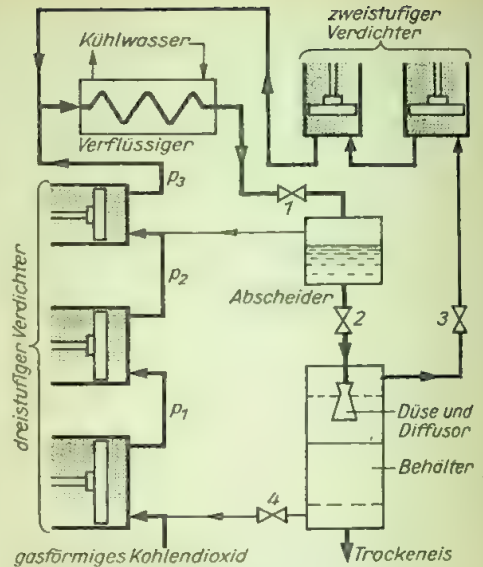 zweistufiger
Verdichter
Kühlwasser
Verflüssiger
p3
1
p2
Abscheider
dreistufiger Verdichter
2
3
p1
Düse und
Diffusor
Behälter
4
gasförmiges Kohlendioxid
Trockeneis